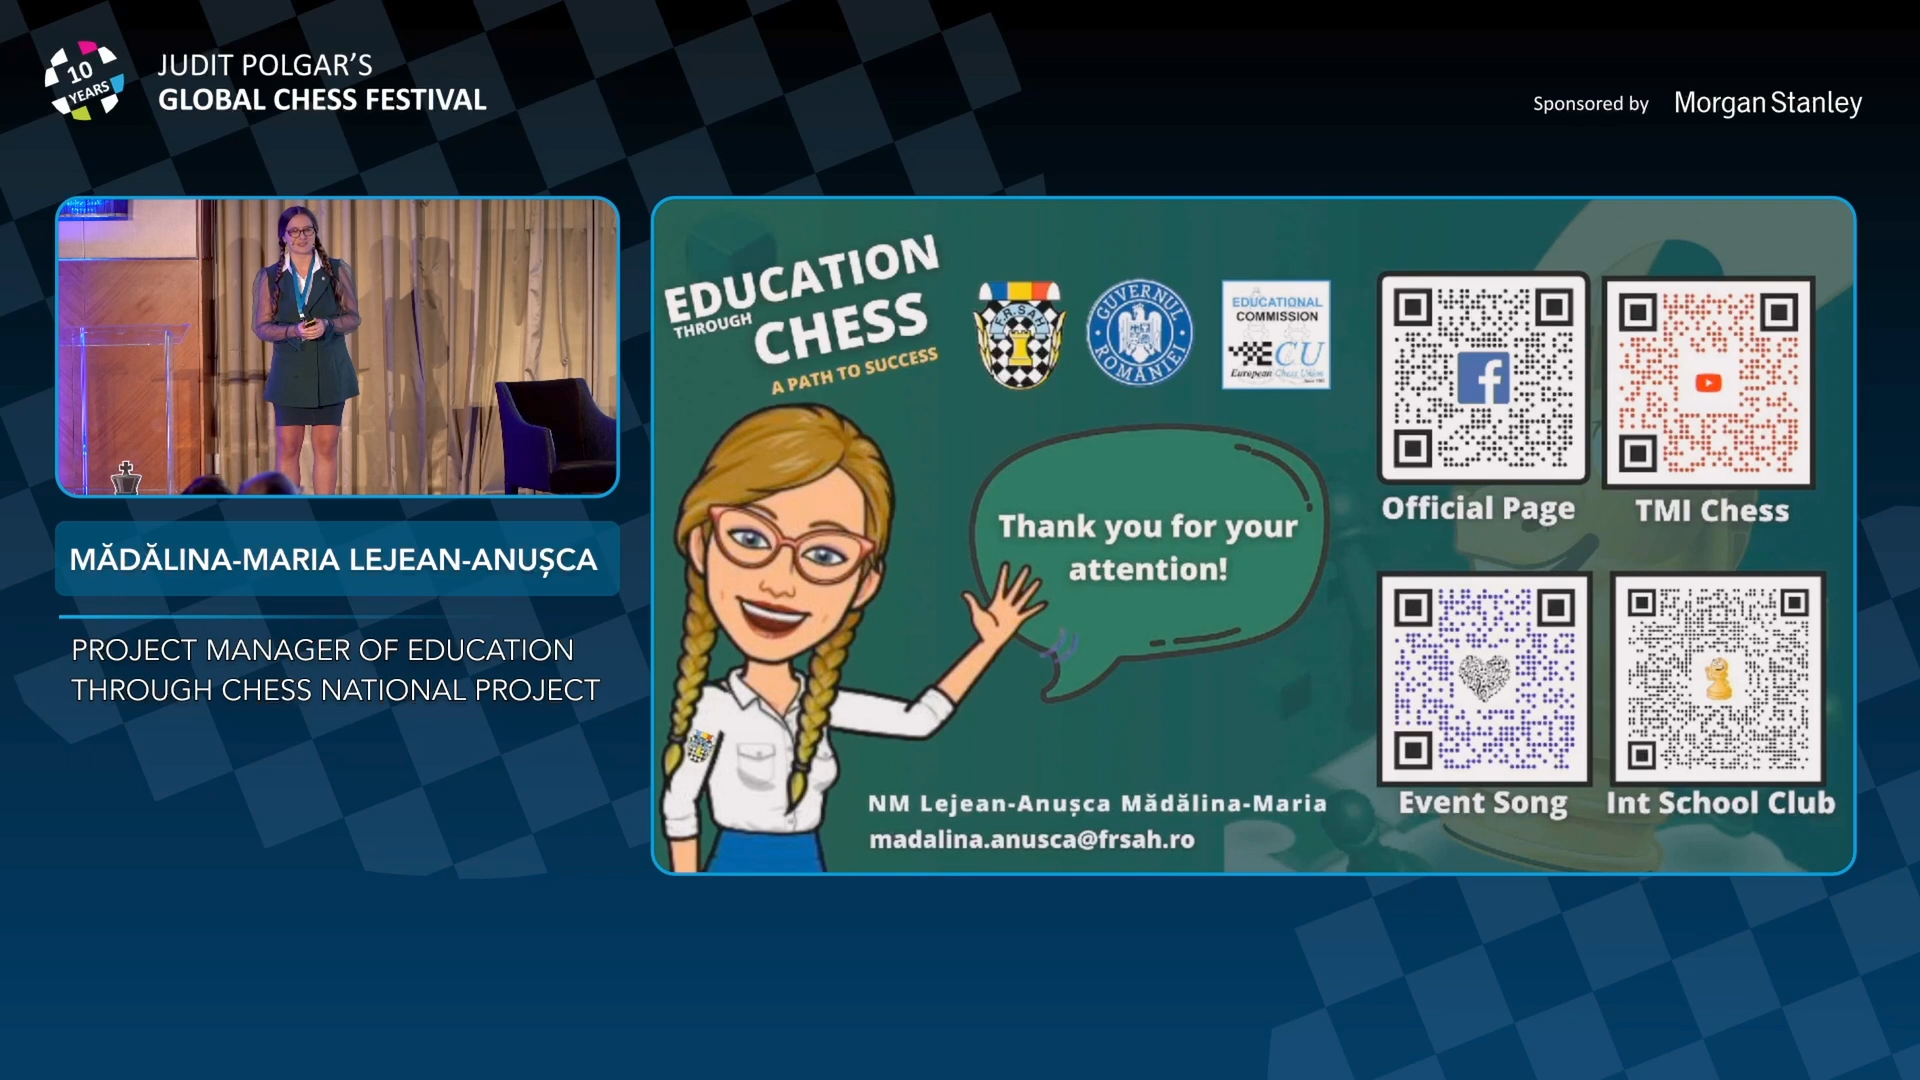 10
YEARS
JUDIT POLGAR'S
GLOBAL CHESS FESTIVAL
Sponsored by Morgan Stanley
MĂDĂLINA-MARIA LEJEAN-ANUȘCA
PROJECT MANAGER OF EDUCATION
THROUGH CHESS NATIONAL PROJECT
EDUCATION
THROUGH
CHESS
A PATH TO SUCCESS
F.R.SAH
GUVERNUL
ROMÂNIEI
EDUCATIONAL
COMMISSION
ECU
European Chess Union
Thank you for your
attention!
Official Page
TMI Chess
Event Song
Int School Club
NM Lejean-Anușca Mădălina-Maria
madalina.anusca@frsah.ro